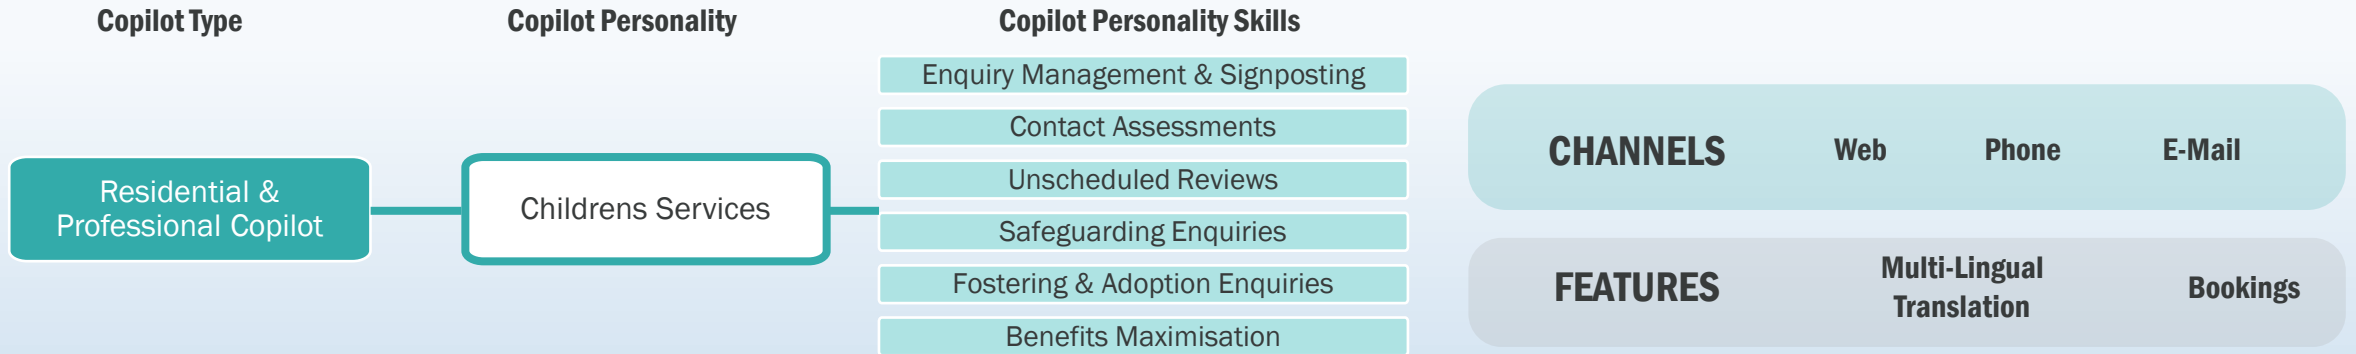 Copilot Type
Copilot Personality
Copilot Personality Skills
Residential &
Professional Copilot
Childrens Services
Enquiry Management & Signposting
Contact Assessments
Unscheduled Reviews
Safeguarding Enquiries
Fostering & Adoption Enquiries
Benefits Maximisation
CHANNELS
Web
Phone
E-Mail
FEATURES
Multi-Lingual
Translation
Bookings